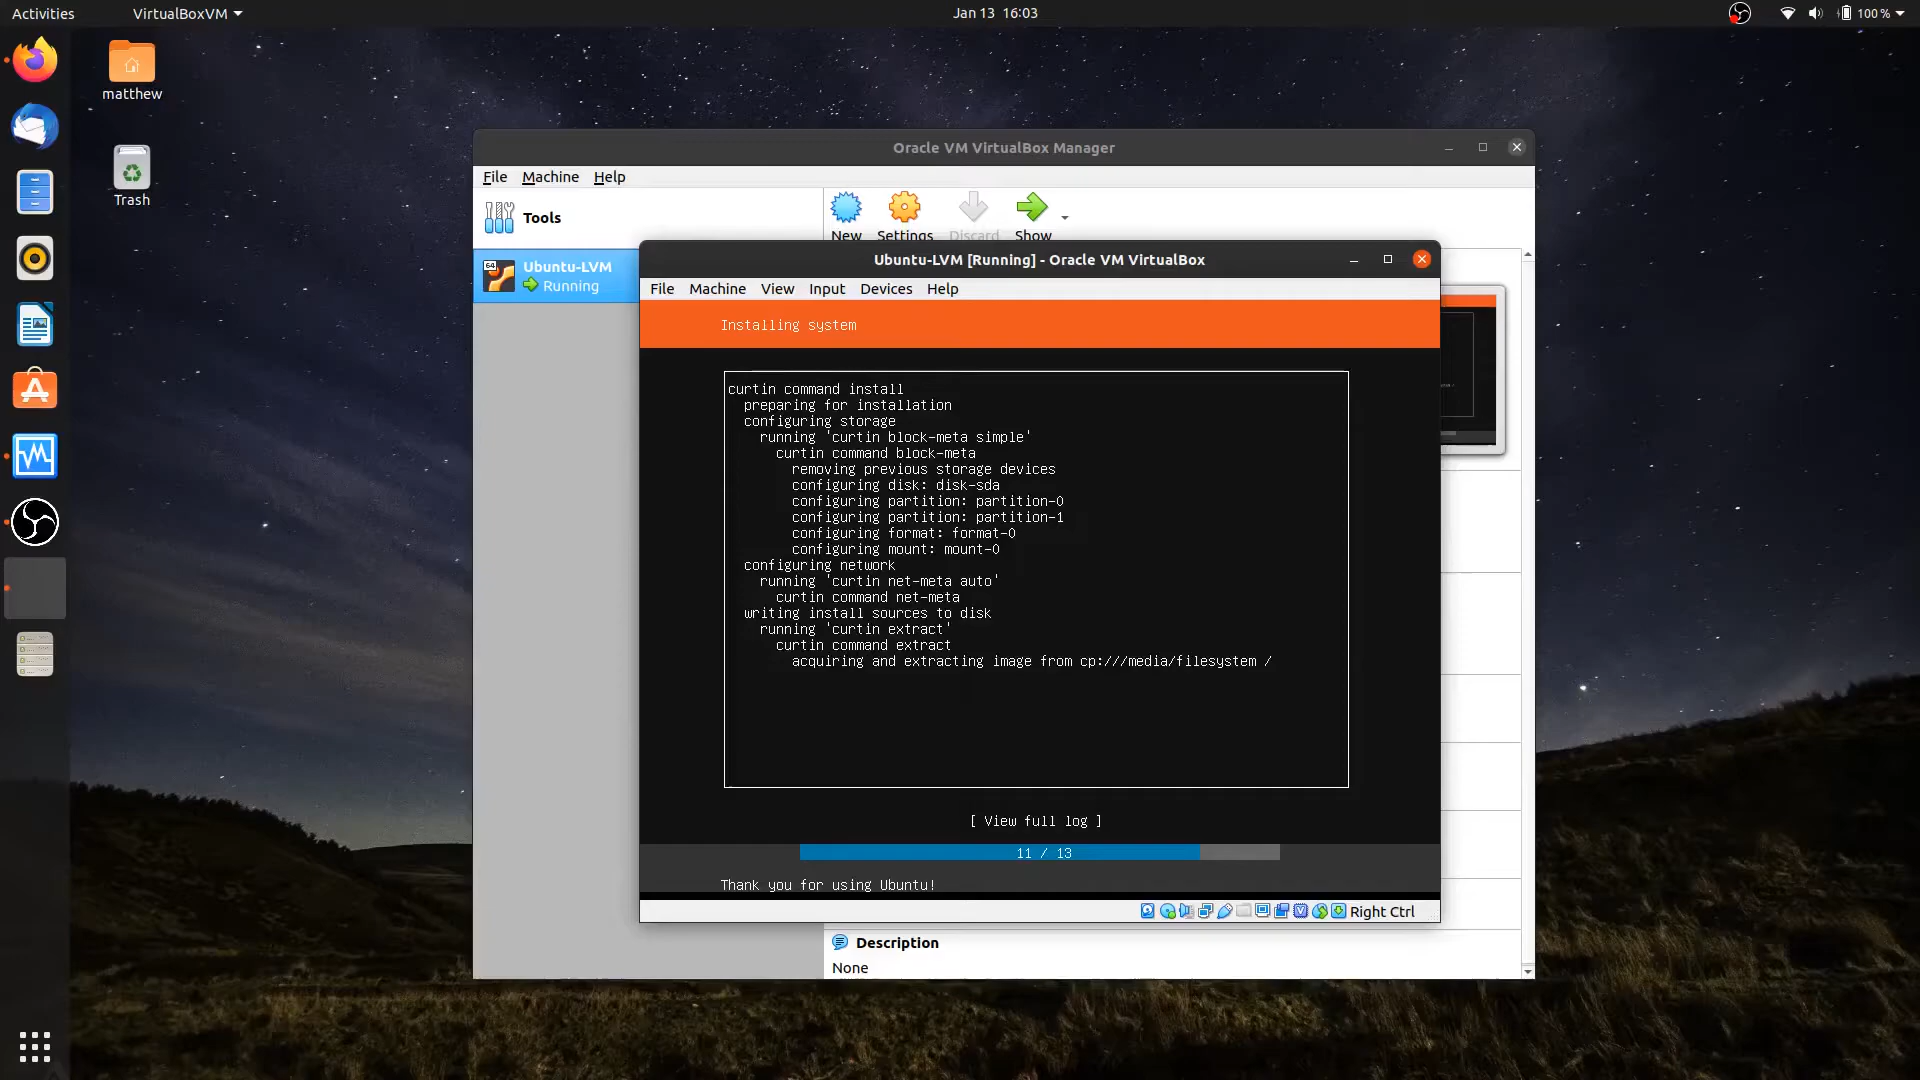 Activities
VirtualBoxVM
Jan 13 16:03
100 %
matthew
Trash
Oracle VM VirtualBox Manager
File Machine Help
Tools
New Settings Discard Show
64
Ubuntu-LVM
Running
Ubuntu-LVM [Running] - Oracle VM VirtualBox
File Machine View Input Devices Help
Installing system
curtin command install
preparing for installation
configuring storage
running 'curtin block-meta simple'
curtin command block-meta
removing previous storage devices
configuring disk: disk-sda
configuring partition: partition-0
configuring partition: partition-1
configuring format: format-0
configuring mount: mount-0
configuring network
running 'curtin net-meta auto'
curtin command net-meta
writing install sources to disk
running 'curtin extract'
curtin command extract
acquiring and extracting image from cp:///media/filesystem /
[ View full log ]
11 / 13
Thank you for using Ubuntu!
Right Ctrl
Description
None